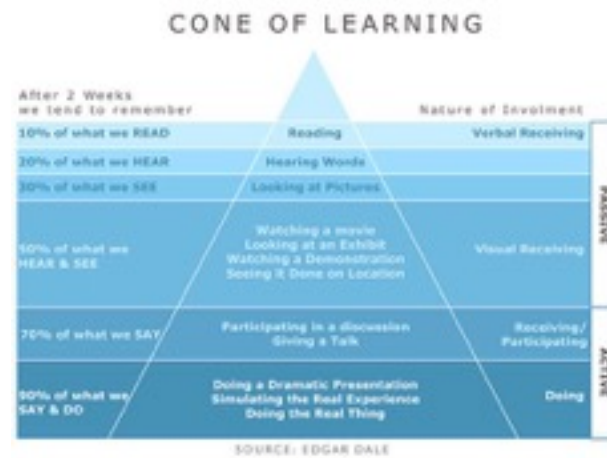 CONE OF LEARNING
After 2 Weeks
we tend to remember
Nature of Involment
10% of what we READ
Reading
Verbal Receiving
20% of what we HEAR
Hearing Words
30% of what we SEE
Looking at Pictures
50% of what we
HEAR & SEE
Watching a movie
Looking at an Exhibit
Watching a Demonstration
Seeing it Done on Location
Visual Receiving
PASSIVE
70% of what we SAY
Participating in a discussion
Giving a Talk
Receiving/
Participating
90% of what we
SAY & DO
Doing a Dramatic Presentation
Simulating the Real Experience
Doing the Real Thing
Doing
ACTIVE
SOURCE: EDGAR DALE